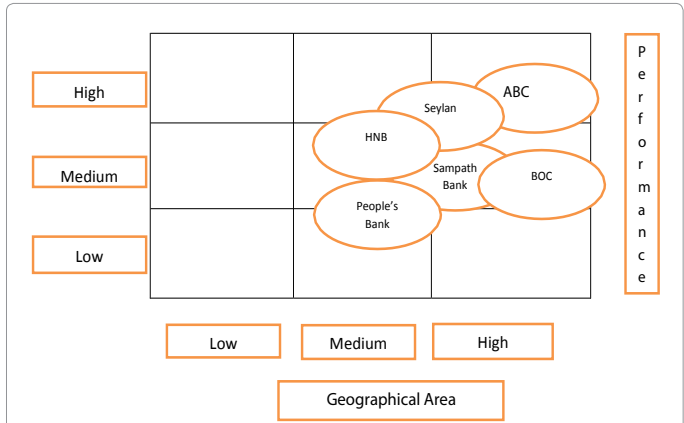 High
Medium
Low
ABC
Seylan
HNB
Sampath
Bank
BOC
People's
Bank
P
e
r
f
o
r
m
a
n
c
e
Low
Medium
High
Geographical Area